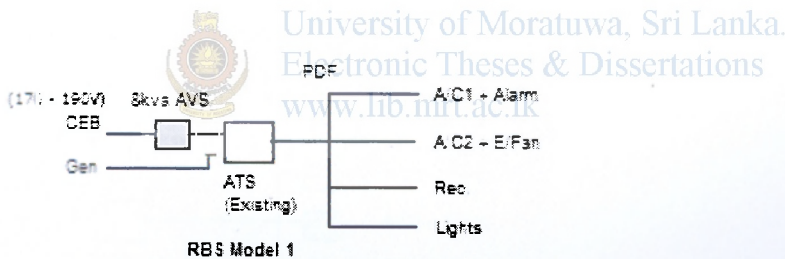 University of Moratuwa, Sri Lanka.
Electronic Theses & Dissertations
www.lib.mrt.ac.lk
PDF
8kva AVS
CEB
Gen
ATS
(Existing)
A/C1 + Alarm
A/C2 + E/Fan
Rec
Lights
RBS Model 1